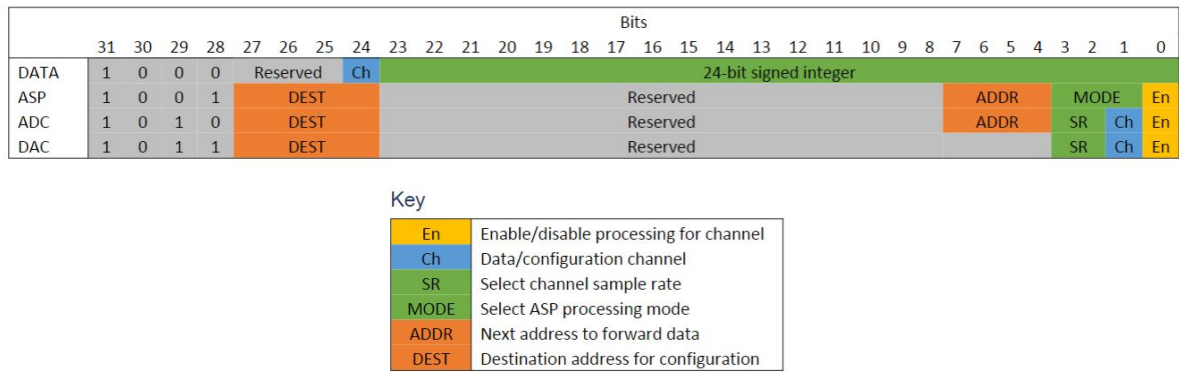 Bits
31 30 29 28 27 26 25 24 23 22 21 20 19 18 17 16 15 14 13 12 11 10 9 8 7 6 5 4 3 2 1 0
DATA 1 0 0 0 Reserved Ch 24-bit signed integer
ASP 1 0 0 1 DEST Reserved ADDR MODE En
ADC 1 0 1 0 DEST Reserved ADDR SR Ch En
DAC 1 0 1 1 DEST Reserved SR Ch En
Key
En Enable/disable processing for channel
Ch Data/configuration channel
SR Select channel sample rate
MODE Select ASP processing mode
ADDR Next address to forward data
DEST Destination address for configuration